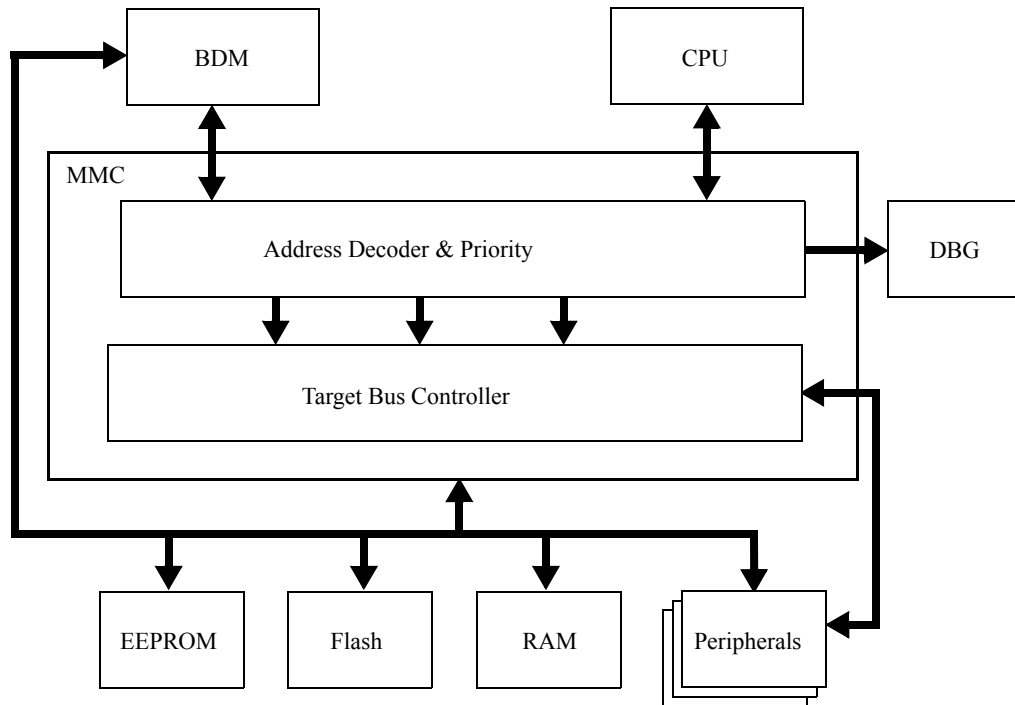 BDM
CPU
MMC
Address Decoder & Priority
DBG
Target Bus Controller
EEPROM
Flash
RAM
Peripherals